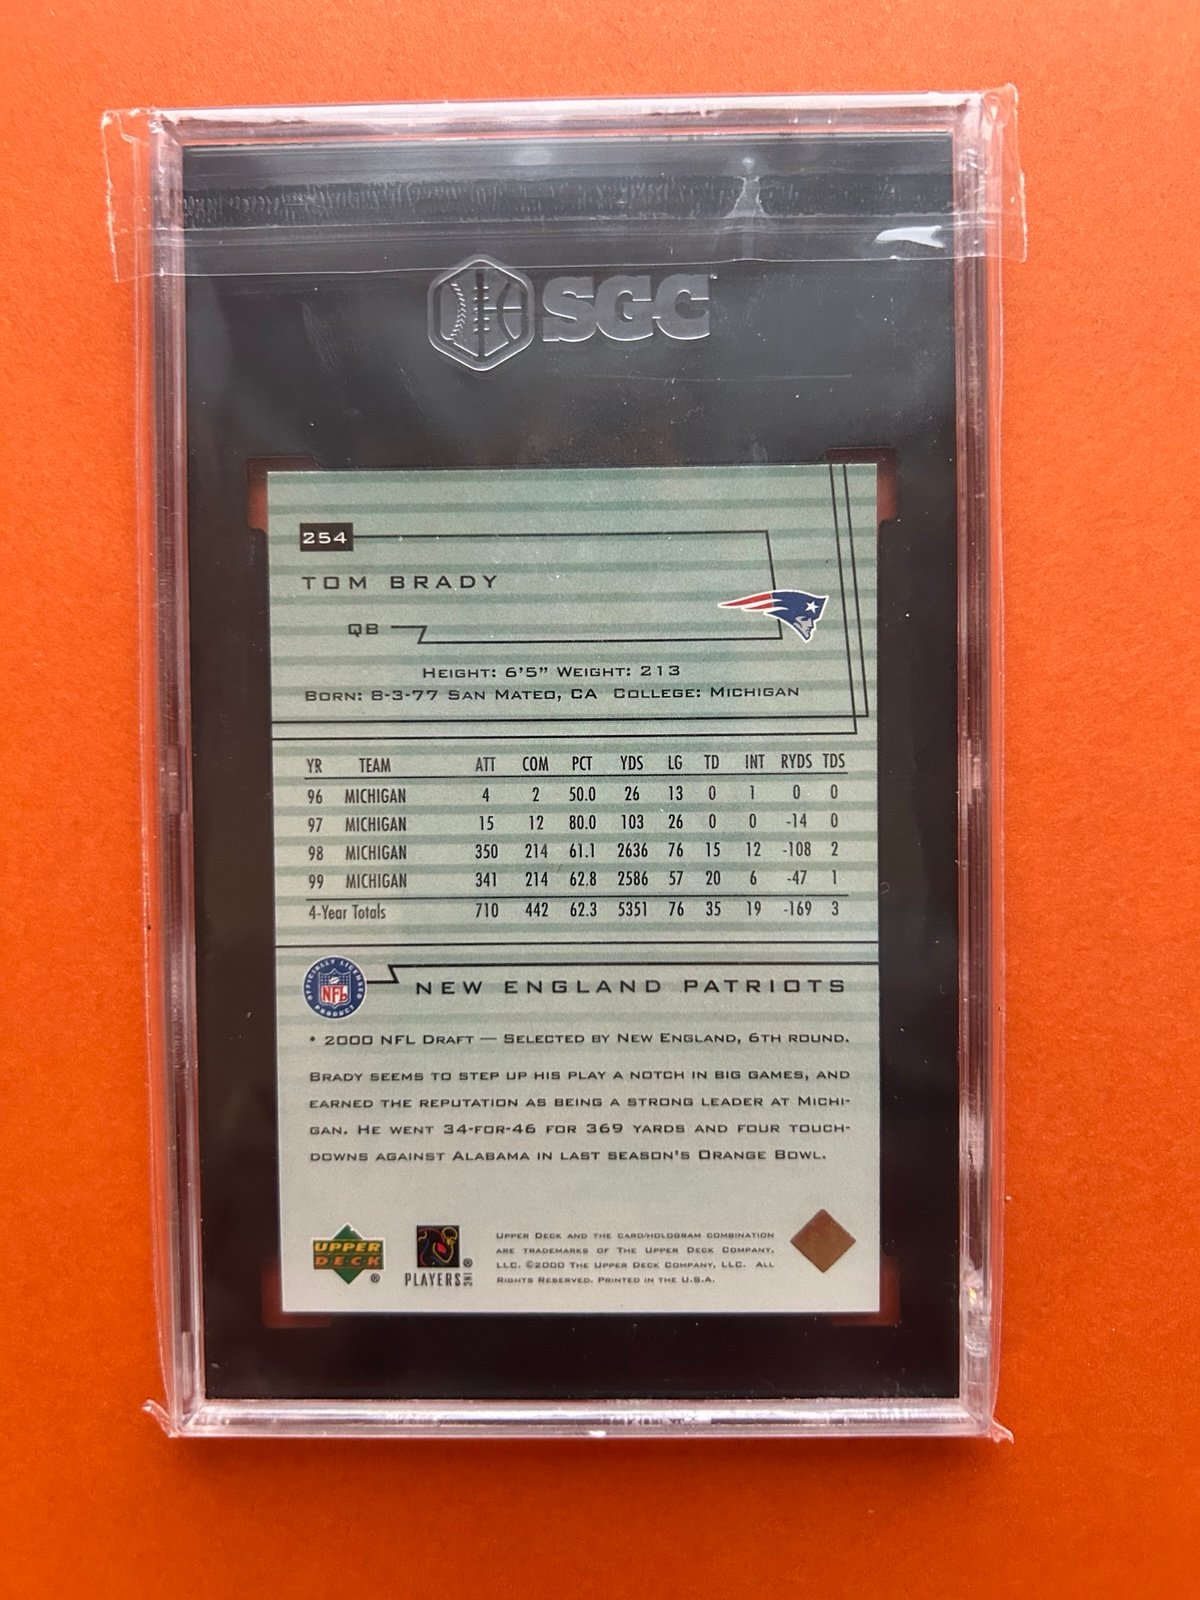 SGC
254
TOM BRADY
QB
HEIGHT: 6'5" WEIGHT: 213
BORN: 8-3-77 SAN MATEO, CA COLLEGE: MICHIGAN
YR TEAM ATT COM PCT YDS LG TD INT RYDS TDS
96 MICHIGAN 4 2 50.0 26 13 0 1 0 0
97 MICHIGAN 15 12 80.0 103 26 0 0 -14 0
98 MICHIGAN 350 214 61.1 2636 76 15 12 -108 2
99 MICHIGAN 341 214 62.8 2586 57 20 6 -47 1
4-Year Totals 710 442 62.3 5351 76 35 19 -169 3
OFFICIALLY LICENSED
NFL
PRODUCT
NEW ENGLAND PATRIOTS
* 2000 NFL DRAFT — SELECTED BY NEW ENGLAND, 6TH ROUND.
BRADY SEEMS TO STEP UP HIS PLAY A NOTCH IN BIG GAMES, AND
EARNED THE REPUTATION AS BEING A STRONG LEADER AT MICHI-
GAN. HE WENT 34-FOR-46 FOR 369 YARDS AND FOUR TOUCH-
DOWNS AGAINST ALABAMA IN LAST SEASON'S ORANGE BOWL.
UPPER
DECK
®
PLAYERS INC ®
UPPER DECK AND THE CARD/HOLOGRAM COMBINATION
ARE TRADEMARKS OF THE UPPER DECK COMPANY,
LLC. ©2000 THE UPPER DECK COMPANY, LLC. ALL
RIGHTS RESERVED. PRINTED IN THE U.S.A.